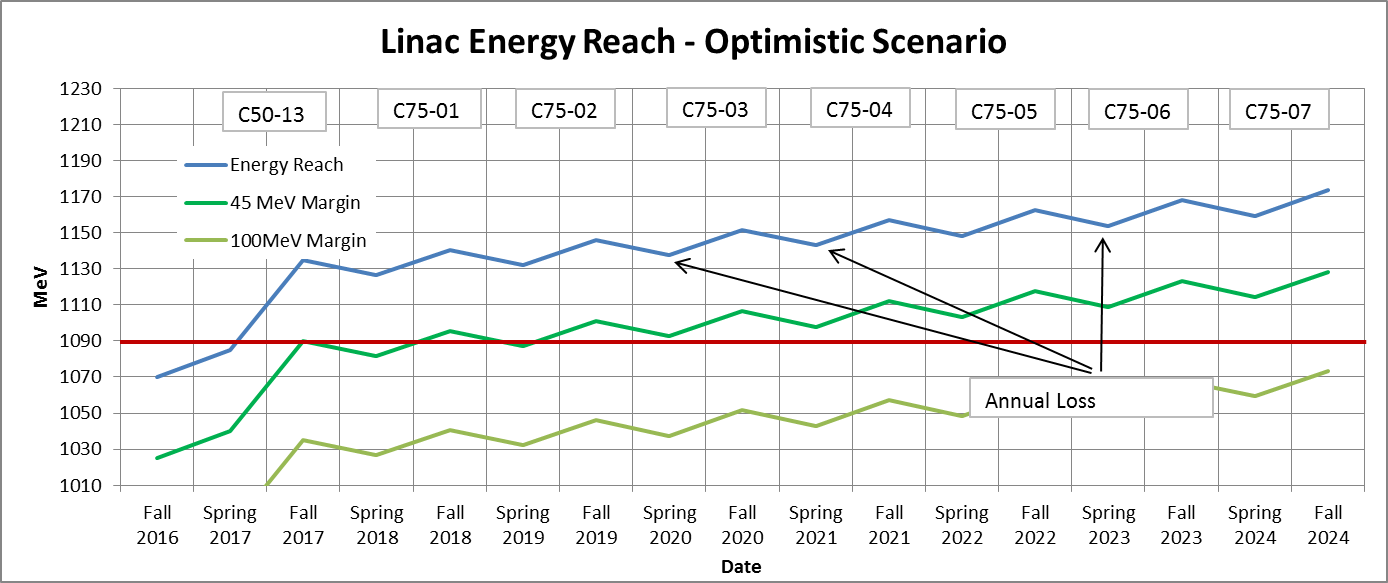 Linac Energy Reach - Optimistic Scenario
1230
1210
1190
1170
1150
1130
1110
1090
1070
1050
1030
1010
MeV
C50-13
C75-01
C75-02
C75-03
C75-04
C75-05
C75-06
C75-07
Energy Reach
45 MeV Margin
100MeV Margin
Annual Loss
Fall 2016
Spring 2017
Fall 2017
Spring 2018
Fall 2018
Spring 2019
Fall 2019
Spring 2020
Fall 2020
Spring 2021
Fall 2021
Spring 2022
Fall 2022
Spring 2023
Fall 2023
Spring 2024
Fall 2024
Date